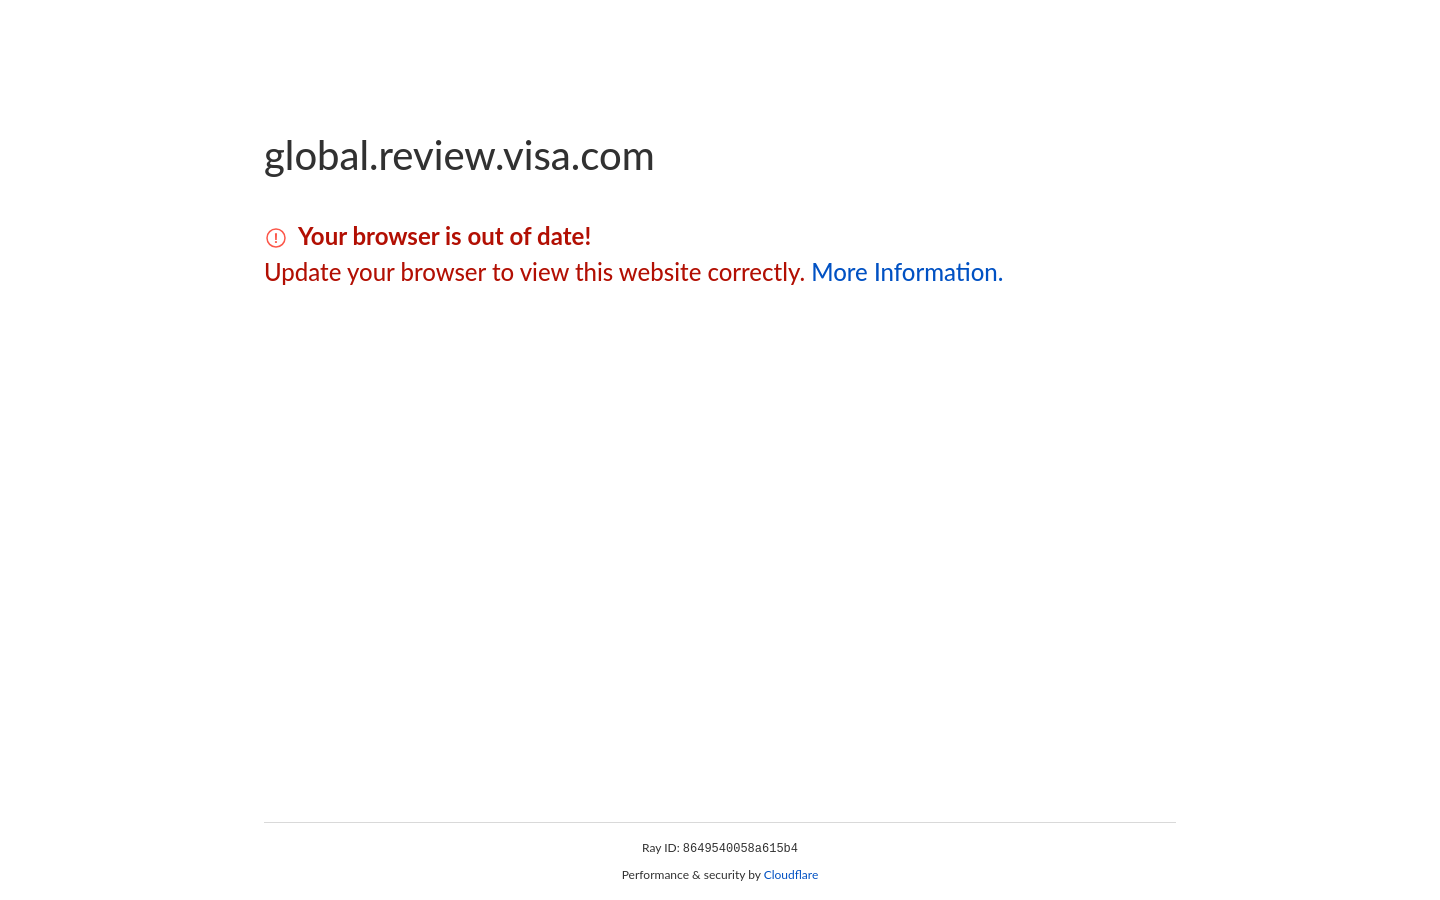 global.review.visa.com
Your browser is out of date!
Update your browser to view this website correctly. More Information.
Ray ID: 8649540058a615b4
Performance & security by Cloudflare